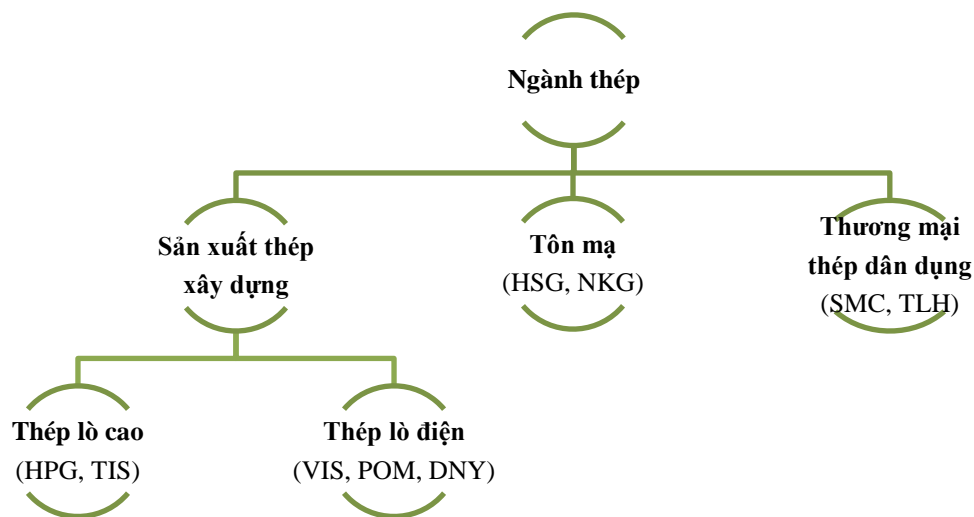 Ngành thép
Sản xuất thép
xây dựng
Tôn mạ
(HSG, NKG)
Thương mại
thép dân dụng
(SMC, TLH)
Thép lò cao
(HPG, TIS)
Thép lò điện
(VIS, POM, DNY)